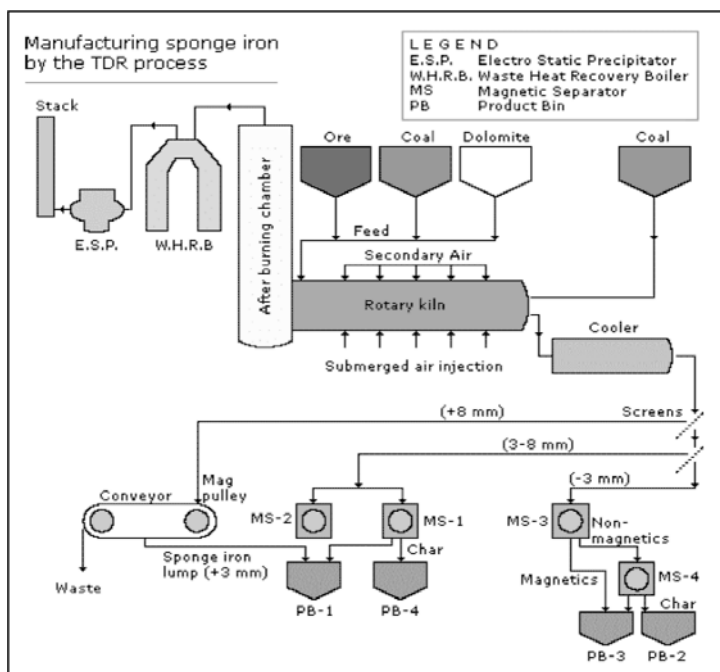 Manufacturing sponge iron
by the TDR process
LEGEND
E.S.P. Electro Static Precipitator
W.H.R.B. Waste Heat Recovery Boiler
MS Magnetic Separator
PB Product Bin
Stack
E.S.P.
W.H.R.B
After burning chamber
Ore
Coal
Dolomite
Coal
Feed
Secondary Air
Rotary kiln
Submerged air injection
Cooler
Screens
(+8 mm)
(3-8 mm)
(-3 mm)
Mag
pulley
Conveyor
Waste
Sponge iron
lump (+3 mm)
MS-2
MS-1
Char
PB-1
PB-4
MS-3
Non-
magnetics
Magnetics
MS-4
Char
PB-3
PB-2